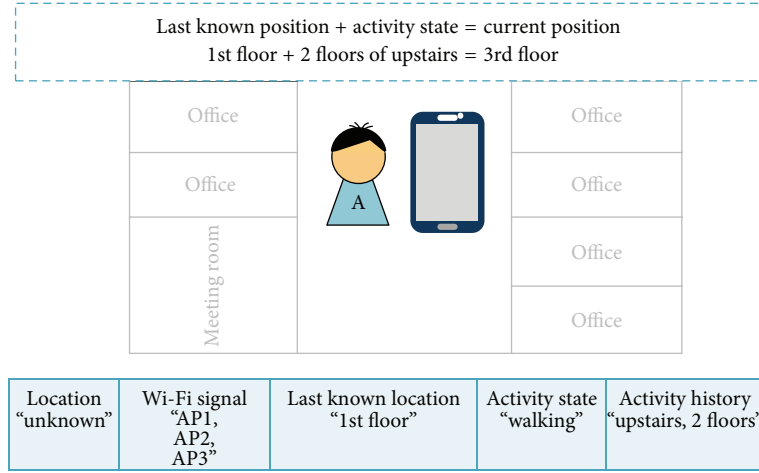 Last known position + activity state = current position
1st floor + 2 floors of upstairs = 3rd floor
Office
Office
Meeting room
A
Office
Office
Office
Office
Location
“unknown”
Wi-Fi signal
“AP1,
AP2,
AP3”
Last known location
“1st floor”
Activity state
“walking”
Activity history
“upstairs, 2 floors”